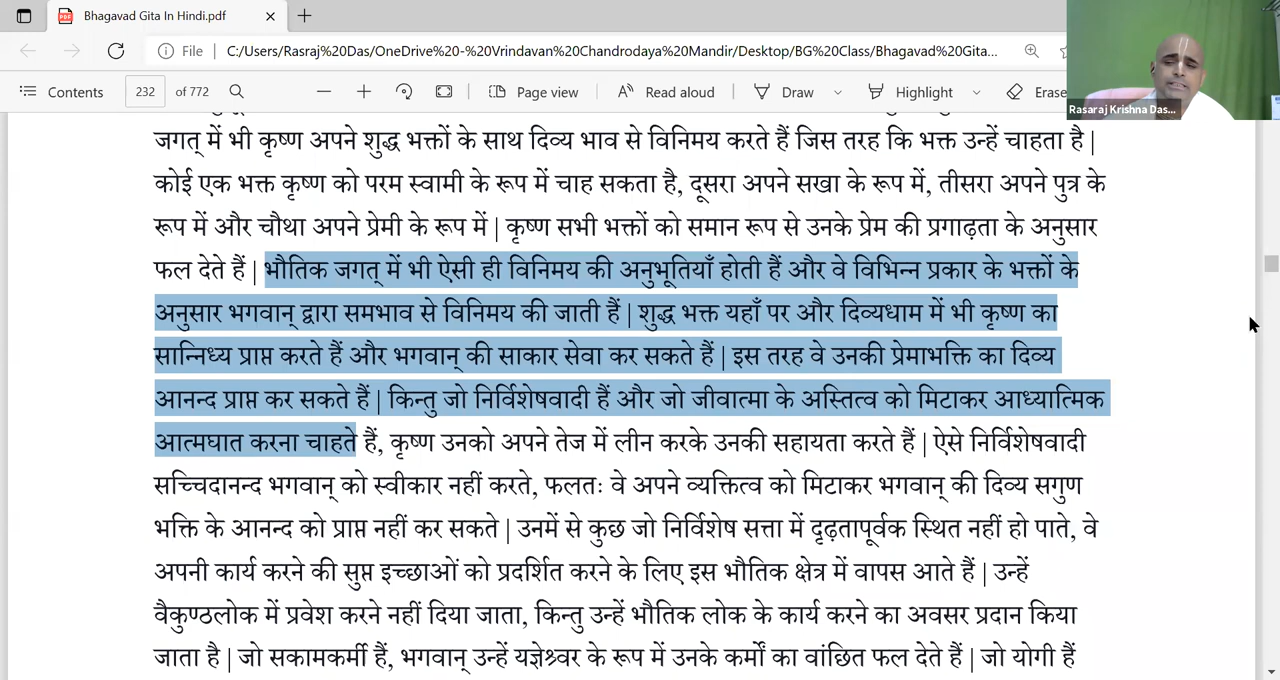 Bhagavad Gita In Hindi.pdf
File C:/Users/Rasraj%20Das/OneDrive%20-%20Vrindavan%20Chandrodaya%20Mandir/Desktop/BG%20Class/Bhagavad%20Gita...
Contents 232 of 772 Page view Read aloud Draw Highlight Erase
Rasaraj Krishna Das...
जगत् में भी कृष्ण अपने शुद्ध भक्तों के साथ दिव्य भाव से विनिमय करते हैं जिस तरह कि भक्त उन्हें चाहता है |
कोई एक भक्त कृष्ण को परम स्वामी के रूप में चाह सकता है, दूसरा अपने सखा के रूप में, तीसरा अपने पुत्र के
रूप में और चौथा अपने प्रेमी के रूप में | कृष्ण सभी भक्तों को समान रूप से उनके प्रेम की प्रगाढ़ता के अनुसार
फल देते हैं | भौतिक जगत् में भी ऐसी ही विनिमय की अनुभूतियाँ होती हैं और वे विभिन्न प्रकार के भक्तों के
अनुसार भगवान् द्वारा समभाव से विनिमय की जाती हैं | शुद्ध भक्त यहाँ पर और दिव्यधाम में भी कृष्ण का
सान्निध्य प्राप्त करते हैं और भगवान् की साकार सेवा कर सकते हैं | इस तरह वे उनकी प्रेमाभक्ति का दिव्य
आनन्द प्राप्त कर सकते हैं | किन्तु जो निर्विशेषवादी हैं और जो जीवात्मा के अस्तित्व को मिटाकर आध्यात्मिक
आत्मघात करना चाहते हैं, कृष्ण उनको अपने तेज में लीन करके उनकी सहायता करते हैं | ऐसे निर्विशेषवादी
सच्चिदानन्द भगवान् को स्वीकार नहीं करते, फलतः वे अपने व्यक्तित्व को मिटाकर भगवान् की दिव्य सगुण
भक्ति के आनन्द को प्राप्त नहीं कर सकते | उनमें से कुछ जो निर्विशेष सत्ता में दृढ़तापूर्वक स्थित नहीं हो पाते, वे
अपनी कार्य करने की सुप्त इच्छाओं को प्रदर्शित करने के लिए इस भौतिक क्षेत्र में वापस आते हैं | उन्हें
वैकुण्ठलोक में प्रवेश करने नहीं दिया जाता, किन्तु उन्हें भौतिक लोक के कार्य करने का अवसर प्रदान किया
जाता है | जो सकामकर्मी हैं, भगवान् उन्हें यज्ञेश्र्वर के रूप में उनके कर्मों का वांछित फल देते हैं | जो योगी हैं